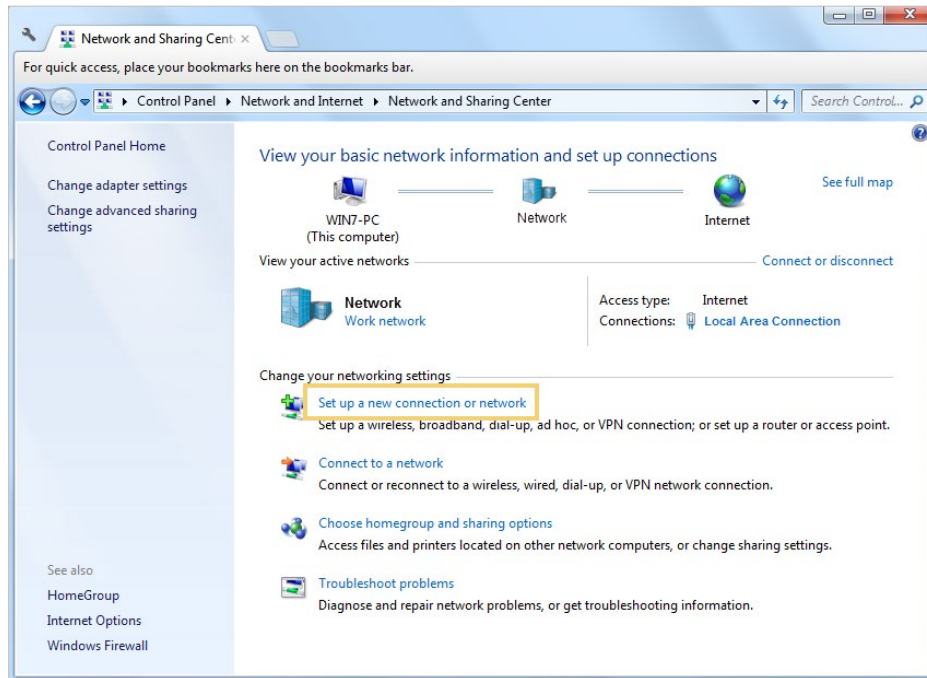 Network and Sharing Cent
For quick access, place your bookmarks here on the bookmarks bar.
Control Panel Network and Internet Network and Sharing Center
Search Control...
Control Panel Home
Change adapter settings
Change advanced sharing
settings
View your basic network information and set up connections
See full map
WIN7-PC
(This computer)
Network
Internet
View your active networks
Connect or disconnect
Network
Work network
Access type: Internet
Connections: Local Area Connection
Change your networking settings
Set up a new connection or network
Set up a wireless, broadband, dial-up, ad hoc, or VPN connection; or set up a router or access point.
Connect to a network
Connect or reconnect to a wireless, wired, dial-up, or VPN network connection.
Choose homegroup and sharing options
Access files and printers located on other network computers, or change sharing settings.
Troubleshoot problems
Diagnose and repair network problems, or get troubleshooting information.
See also
HomeGroup
Internet Options
Windows Firewall